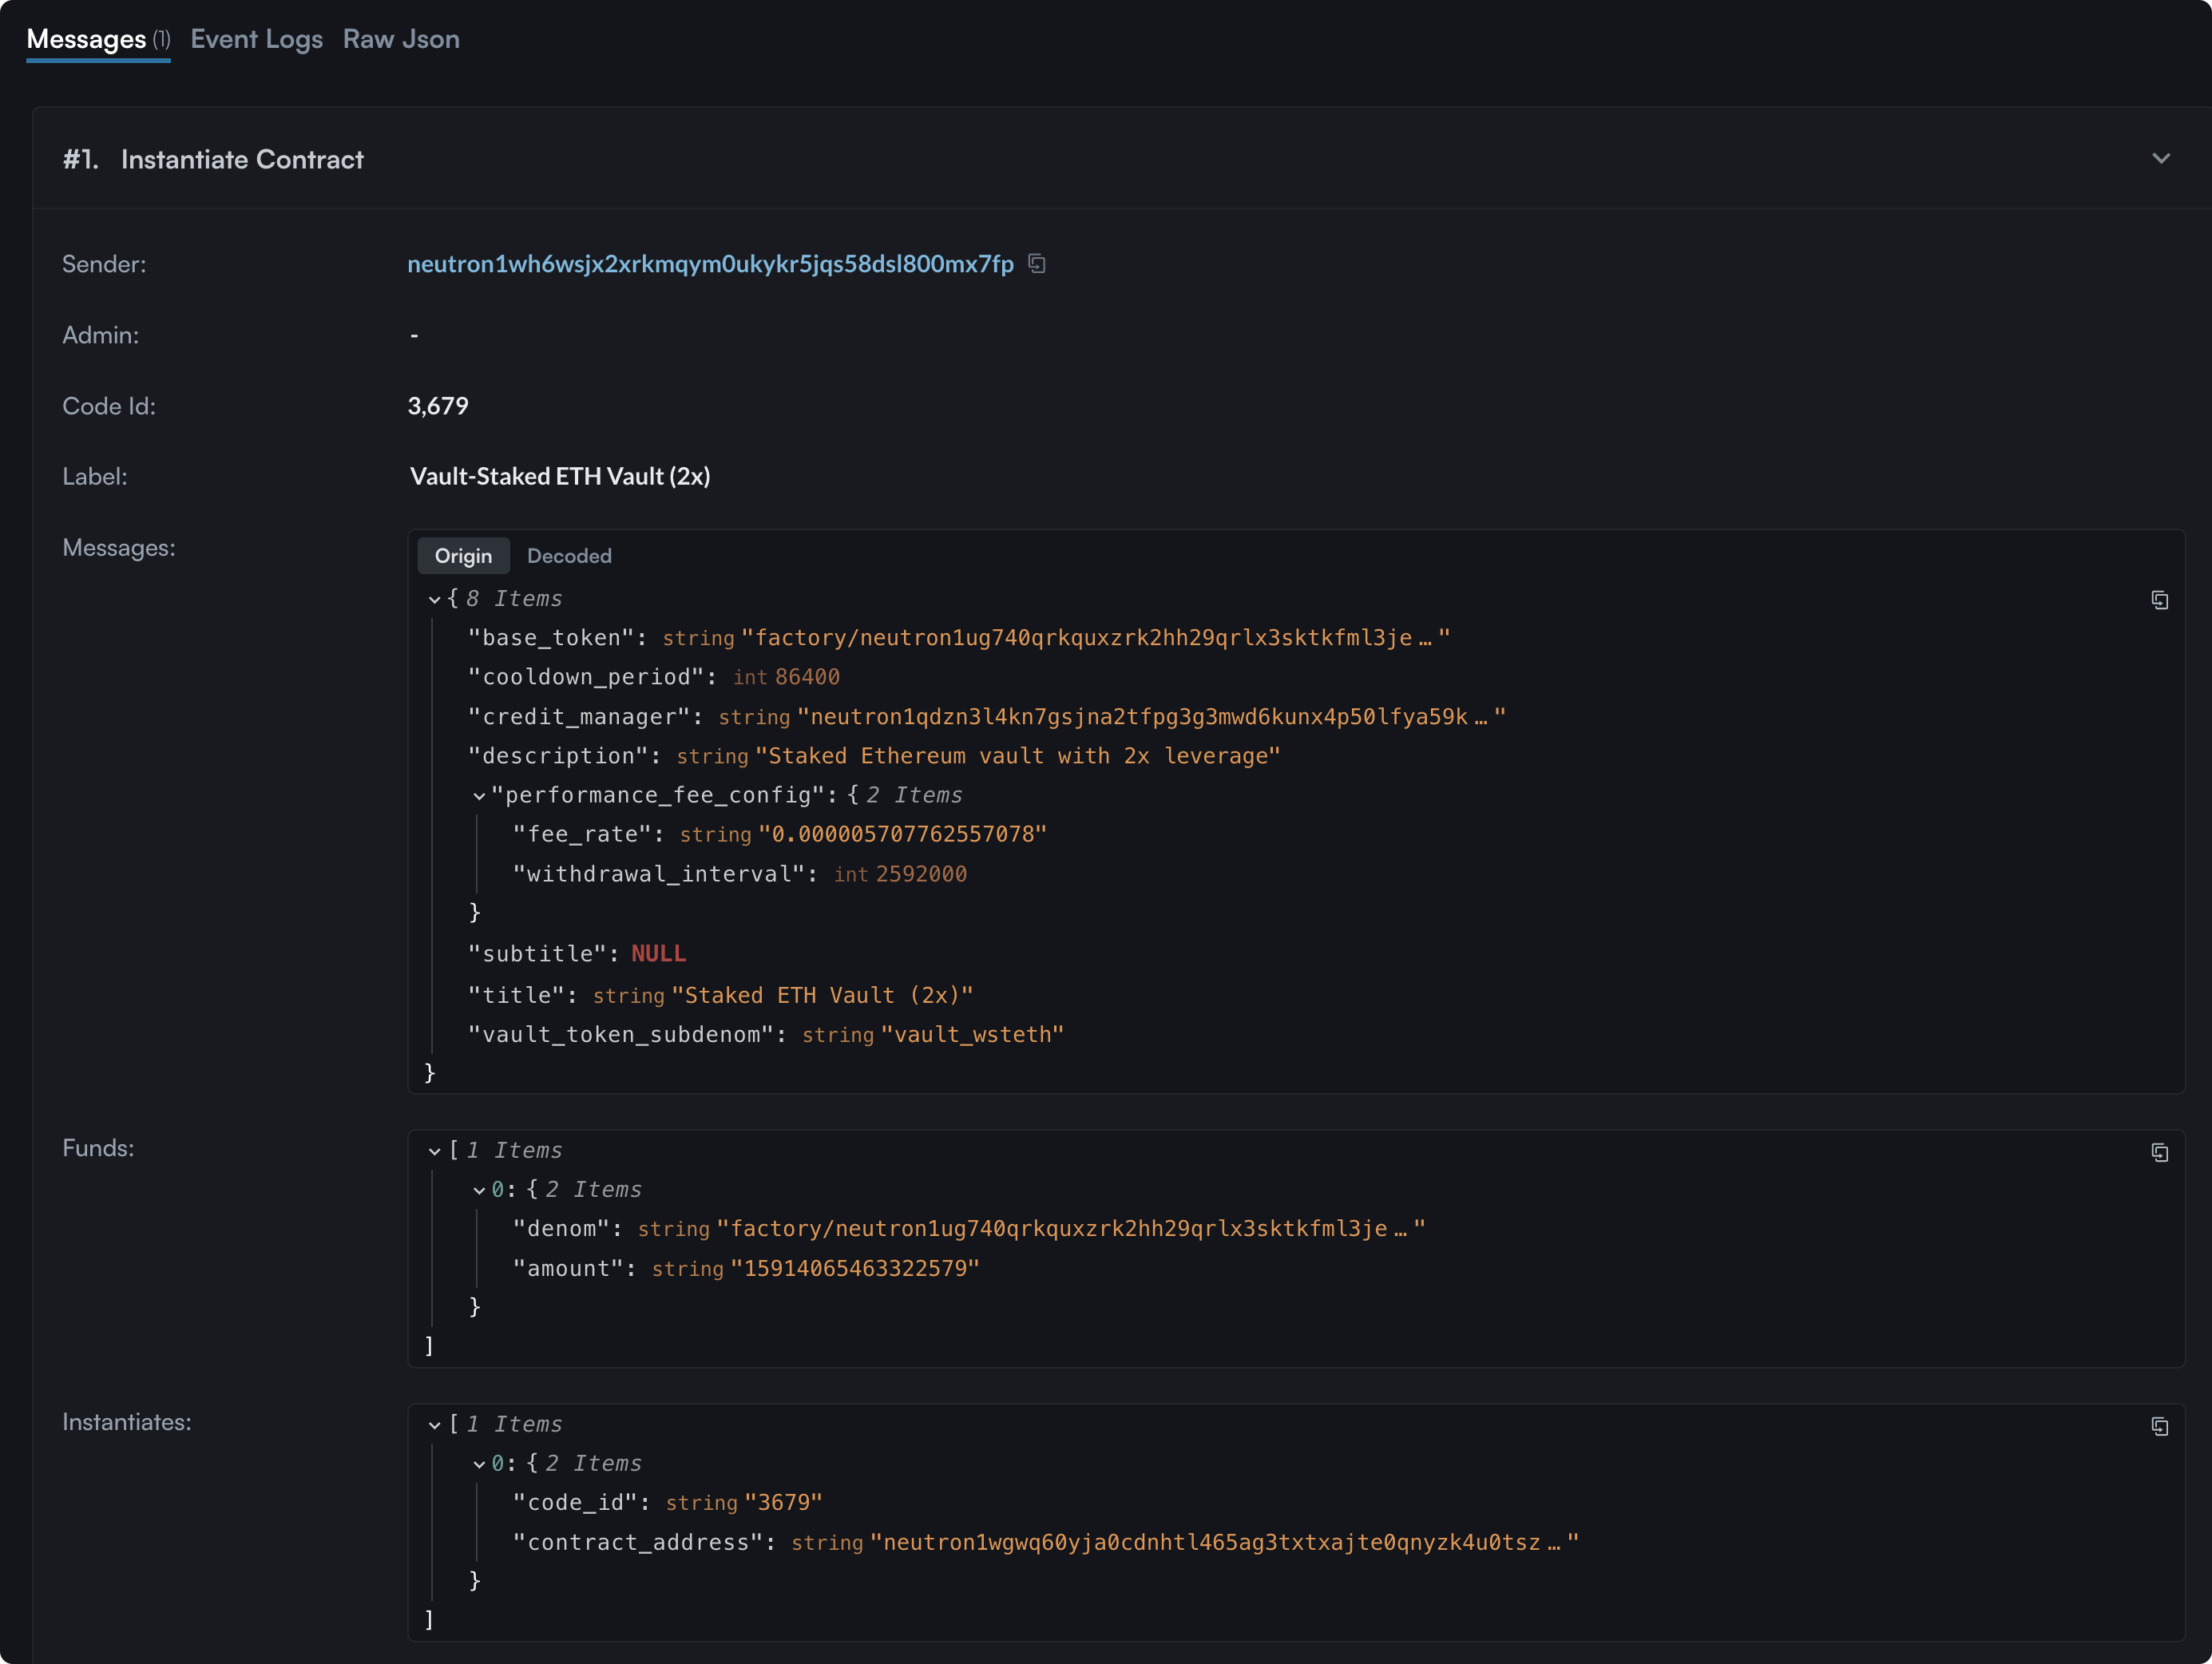 Messages (1) Event Logs Raw Json
#1. Instantiate Contract
Sender: neutron1wh6wsjx2xrkmqym0ukykr5jqs58dsl800mx7fp
Admin: -
Code Id: 3,679
Label: Vault-Staked ETH Vault (2x)
Messages:
Origin Decoded
{ 8 Items
"base_token": string "factory/neutron1ug740qrkquxzrk2hh29qrlx3sktkfml3je…"
"cooldown_period": int 86400
"credit_manager": string "neutron1qdzn3l4kn7gsjna2tfpg3g3mwd6kunx4p50lfya59k…"
"description": string "Staked Ethereum vault with 2x leverage"
"performance_fee_config": { 2 Items
"fee_rate": string "0.000005707762557078"
"withdrawal_interval": int 2592000
}
"subtitle": NULL
"title": string "Staked ETH Vault (2x)"
"vault_token_subdenom": string "vault_wsteth"
}
Funds:
[ 1 Items
0: { 2 Items
"denom": string "factory/neutron1ug740qrkquxzrk2hh29qrlx3sktkfml3je…"
"amount": string "15914065463322579"
}
]
Instantiates:
[ 1 Items
0: { 2 Items
"code_id": string "3679"
"contract_address": string "neutron1wgwq60yja0cdnhtl465ag3txtxajte0qnyzk4u0tsz…"
}
]